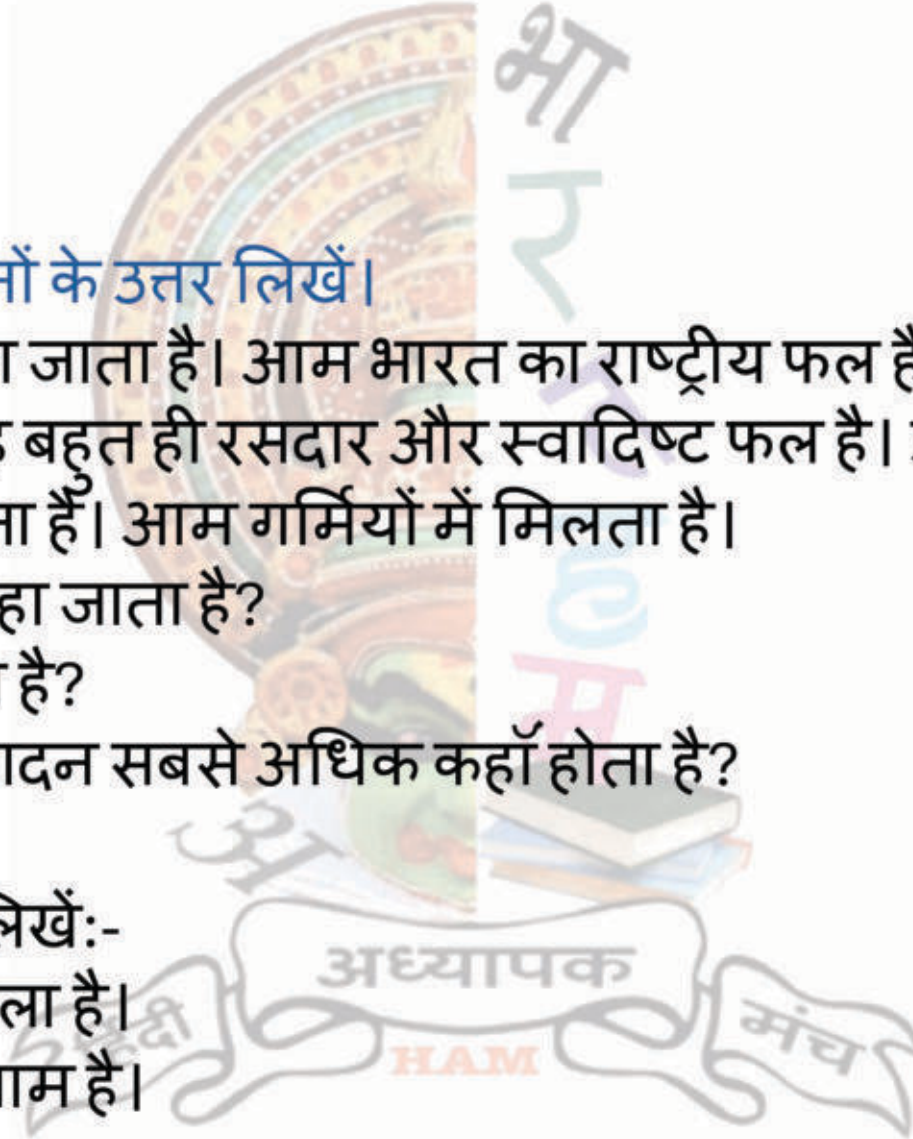 भा
र
त
ह
म
नों के उत्तर लिखें।
ा जाता है। आम भारत का राष्ट्रीय फल है
बहुत ही रसदार और स्वादिष्ट फल है।
ता है। आम गर्मियों में मिलता है।
हा जाता है?
है?
ादन सबसे अधिक कहाँ होता है?
अ
लिखें:-
ला है।
ाम है।
हिंदी
अध्यापक
मंच
HAM